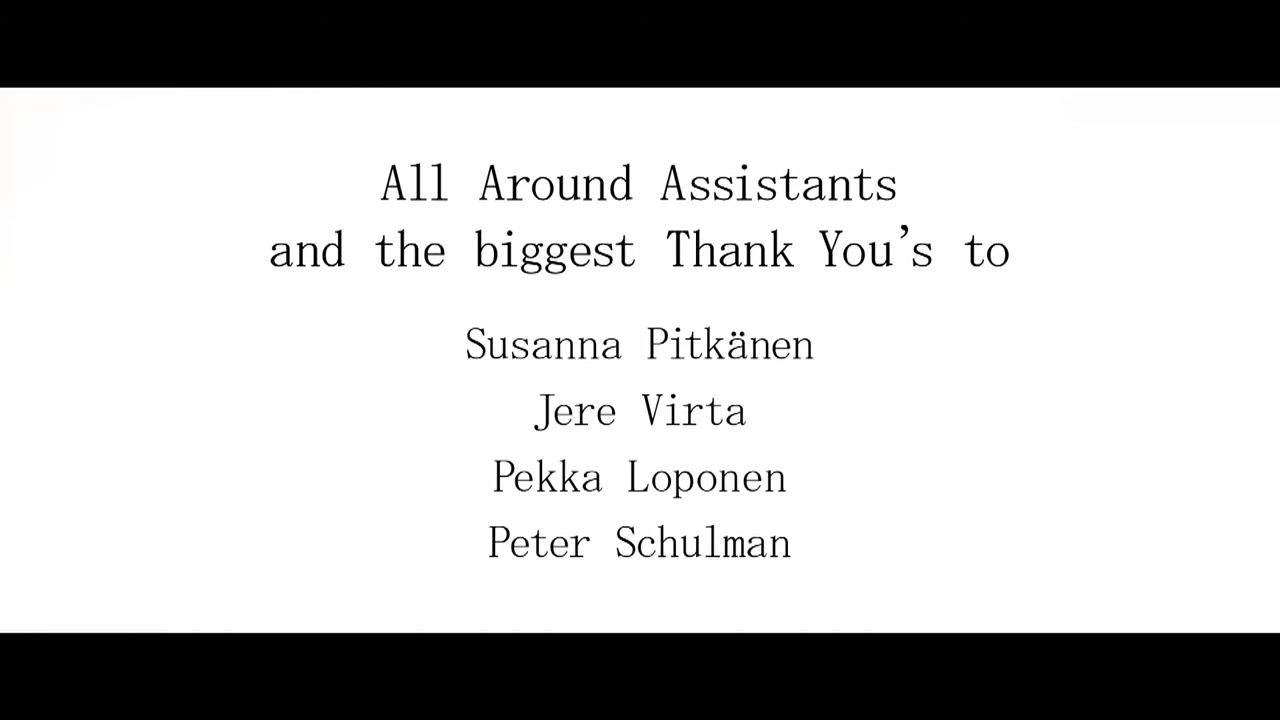 All Around Assistants
and the biggest Thank You's to
Susanna Pitkänen
Jere Virta
Pekka Loponen
Peter Schulman